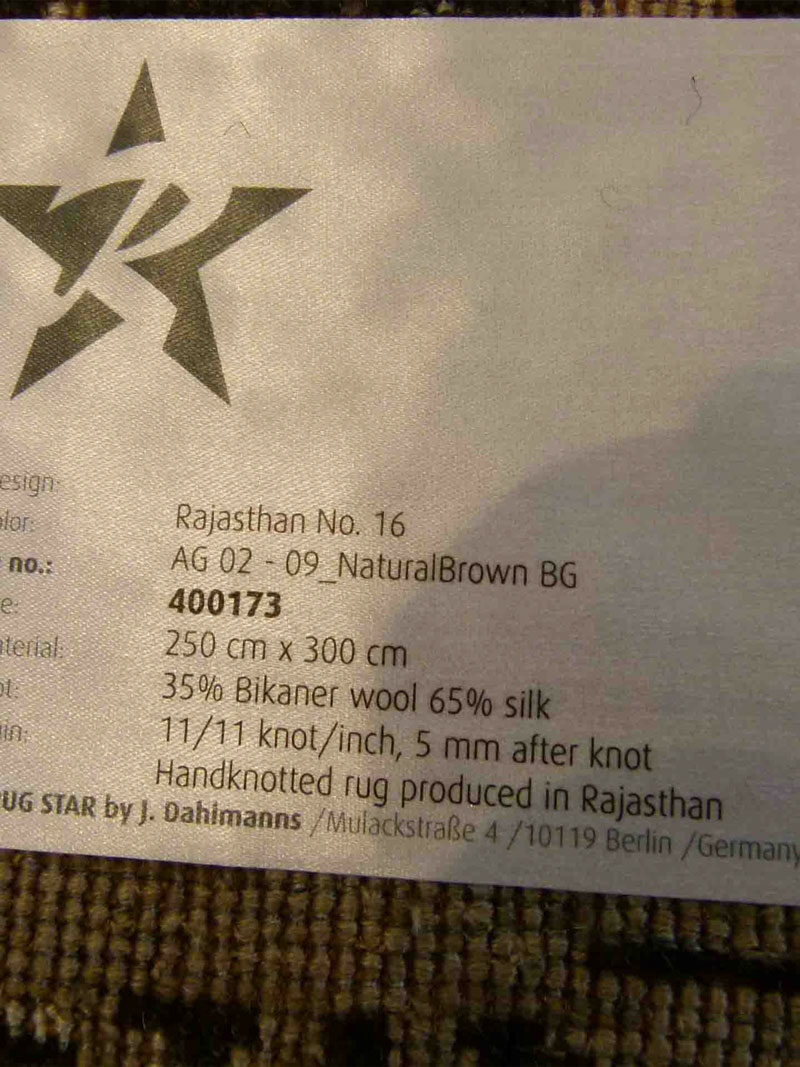 esign: Rajasthan No. 16
lor: AG 02 - 09_NaturalBrown BG
no.: 400173
e: 250 cm x 300 cm
terial: 35% Bikaner wool 65% silk
ot: 11/11 knot/inch, 5 mm after knot
in: Handknotted rug produced in Rajasthan
UG STAR by J. Dahlmanns /Mulackstraße 4 /10119 Berlin /Germany